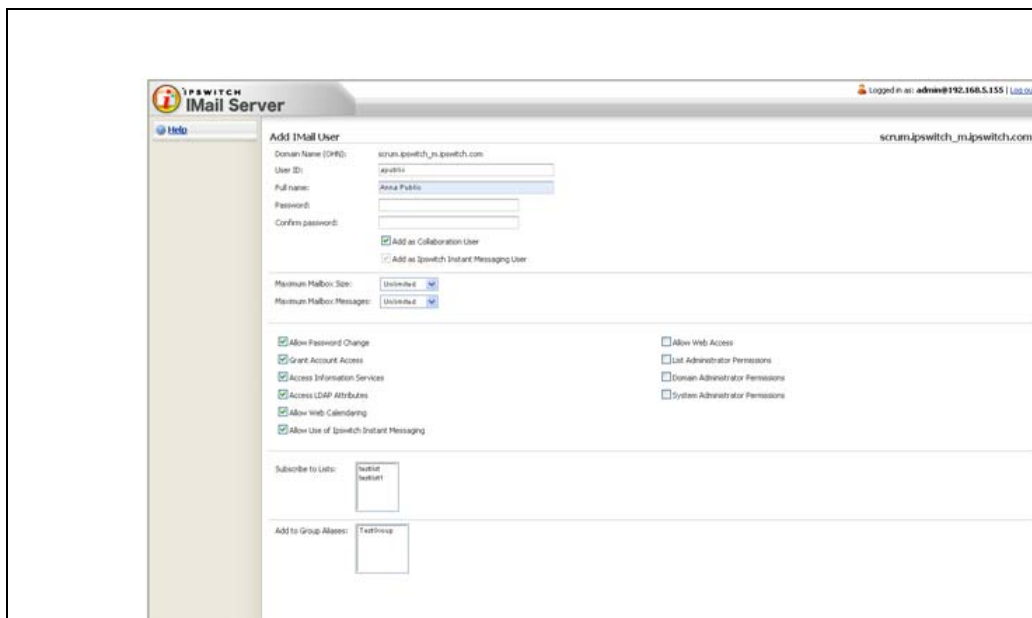 IPSWITCH
IMail Server
Logged in as: admin@192.168.5.155 | Log ou
Help
Add IMail User scrum.ipswitch_m.ipswitch.com
Domain Name (OHN): scrum.ipswitch_m.ipswitch.com
User ID: apublic
Full name: Anna Public
Password:
Confirm password:
Add as Collaboration User
Add as Ipswitch Instant Messaging User
Maximum Mailbox Size: Unlimited
Maximum Mailbox Messages: Unlimited
Allow Password Change Allow Web Access
Grant Account Access List Administrator Permissions
Access Information Services Domain Administrator Permissions
Access LDAP Attributes System Administrator Permissions
Allow Web Calendaring
Allow Use of Ipswitch Instant Messaging
Subscribe to Lists: testlist
testlist1
Add to Group Aliases: TestGroup